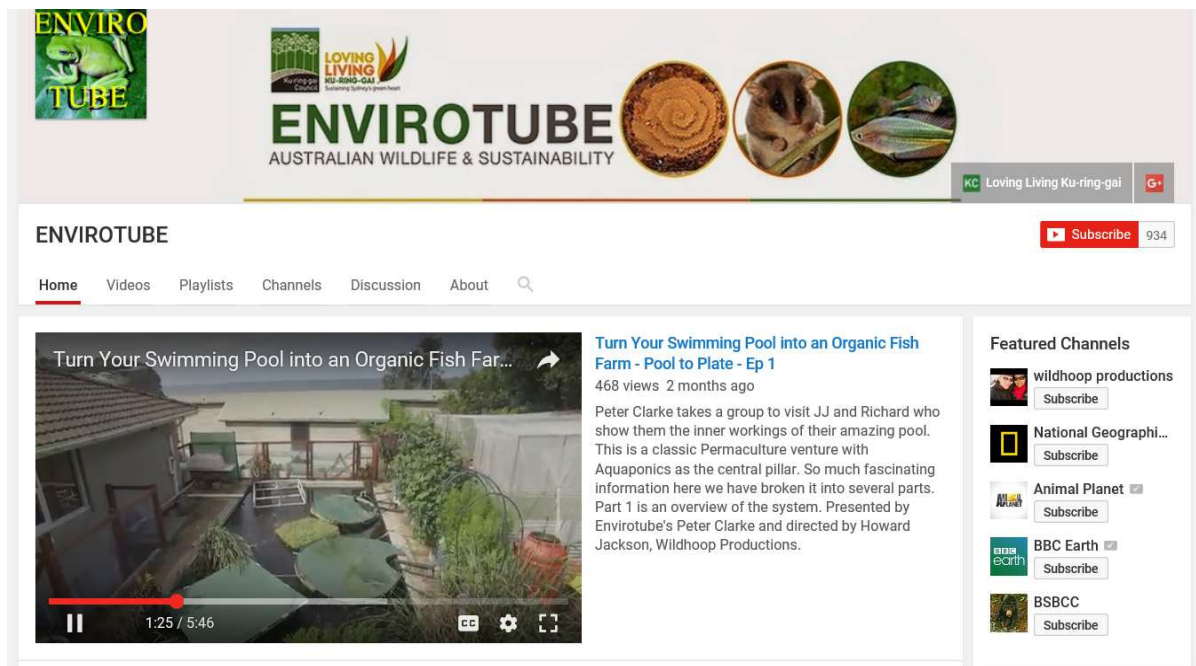 ENVIRO
TUBE
Ku-ring-gai
Council
LOVING
LIVING
KU-RING-GAI
Sustaining Sydney's green heart
ENVIROTUBE
AUSTRALIAN WILDLIFE & SUSTAINABILITY
KC Loving Living Ku-ring-gai G+
ENVIROTUBE
Subscribe 934
Home Videos Playlists Channels Discussion About
Turn Your Swimming Pool into an Organic Fish Far...
1:25 / 5:46
CC
Turn Your Swimming Pool into an Organic Fish
Farm - Pool to Plate - Ep 1
468 views 2 months ago
Peter Clarke takes a group to visit JJ and Richard who
show them the inner workings of their amazing pool.
This is a classic Permaculture venture with
Aquaponics as the central pillar. So much fascinating
information here we have broken it into several parts.
Part 1 is an overview of the system. Presented by
Envirotube's Peter Clarke and directed by Howard
Jackson, Wildhoop Productions.
Featured Channels
wildhoop productions
Subscribe
National Geographi...
Subscribe
ANIMAL
PLANET
Animal Planet
Subscribe
BBC
earth
BBC Earth
Subscribe
BSBCC
Subscribe